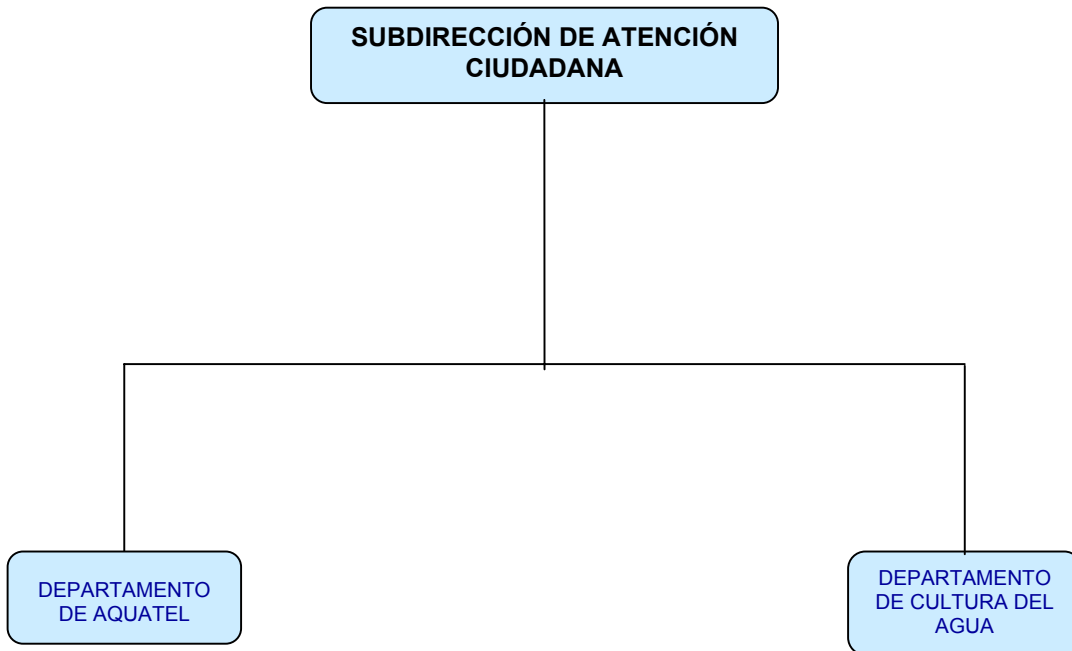 SUBDIRECCIÓN DE ATENCIÓN
CIUDADANA
DEPARTAMENTO
DE AQUATEL
DEPARTAMENTO
DE CULTURA DEL
AGUA